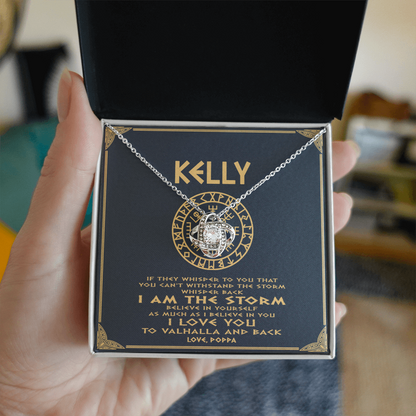 KELLY
IF THEY WHISPER TO YOU THAT
YOU CAN'T WITHSTAND THE STORM
WHISPER BACK
I AM THE STORM
BELIEVE IN YOURSELF
AS MUCH AS I BELIEVE IN YOU
I LOVE YOU
TO VALHALLA AND BACK
LOVE, POPPA